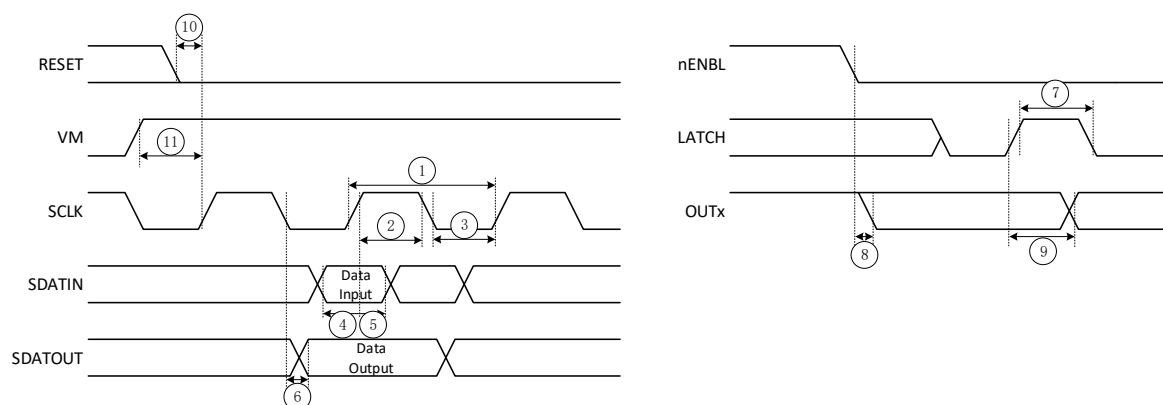 10
RESET
nENBL
7
VM
11
LATCH
1
SCLK
2
3
OUTx
8
9
SDATIN
Data
Input
4
5
SDATOUT
Data
Output
6